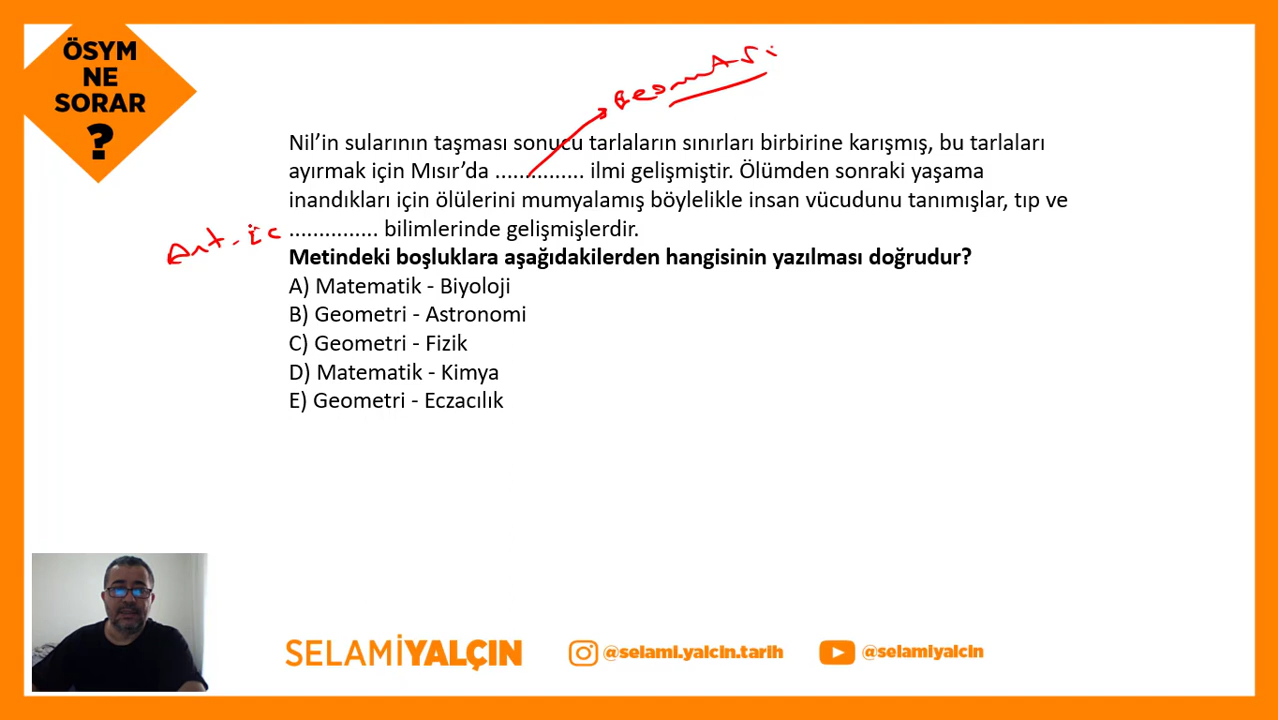 ÖSYM
NE
SORAR
?
Nil’in sularının taşması sonucu tarlaların sınırları birbirine karışmış, bu tarlaları
ayırmak için Mısır’da ............... ilmi gelişmiştir. Ölümden sonraki yaşama
inandıkları için ölülerini mumyalamış böylelikle insan vücudunu tanımışlar, tıp ve
............... bilimlerinde gelişmişlerdir.
Metindeki boşluklara aşağıdakilerden hangisinin yazılması doğrudur?
A) Matematik - Biyoloji
B) Geometri - Astronomi
C) Geometri - Fizik
D) Matematik - Kimya
E) Geometri - Eczacılık
SELAMİYALÇIN
@selami.yalcin.tarih
@selamiyalcin